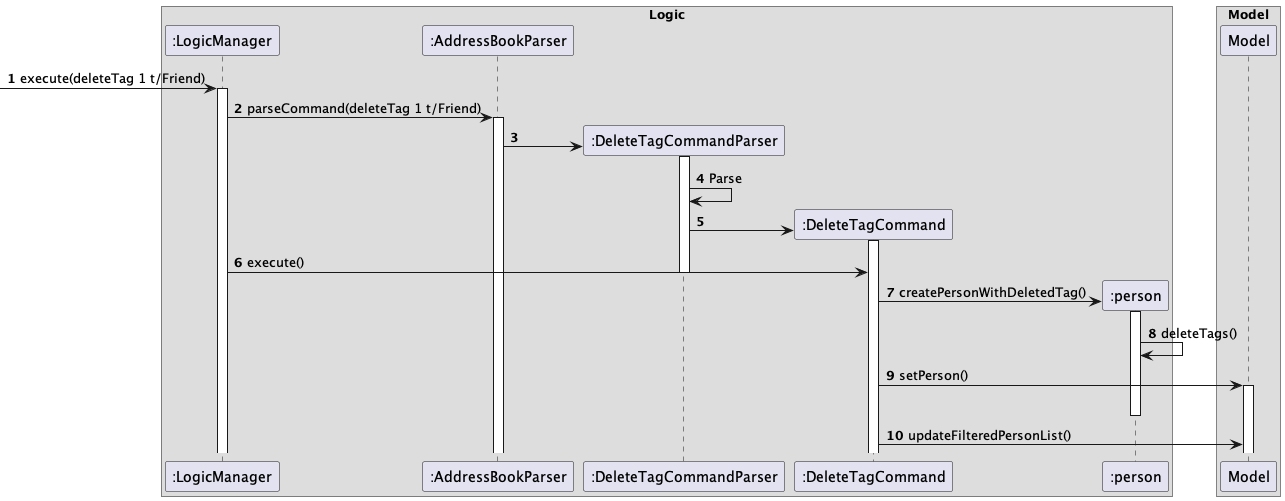 Logic
Model
:LogicManager
:AddressBookParser
Model
1 execute(deleteTag 1 t/Friend)
2 parseCommand(deleteTag 1 t/Friend)
3
:DeleteTagCommandParser
4 Parse
5
:DeleteTagCommand
6 execute()
7 createPersonWithDeletedTag()
:person
8 deleteTags()
9 setPerson()
10 updateFilteredPersonList()
:LogicManager
:AddressBookParser
:DeleteTagCommandParser
:DeleteTagCommand
:person
Model